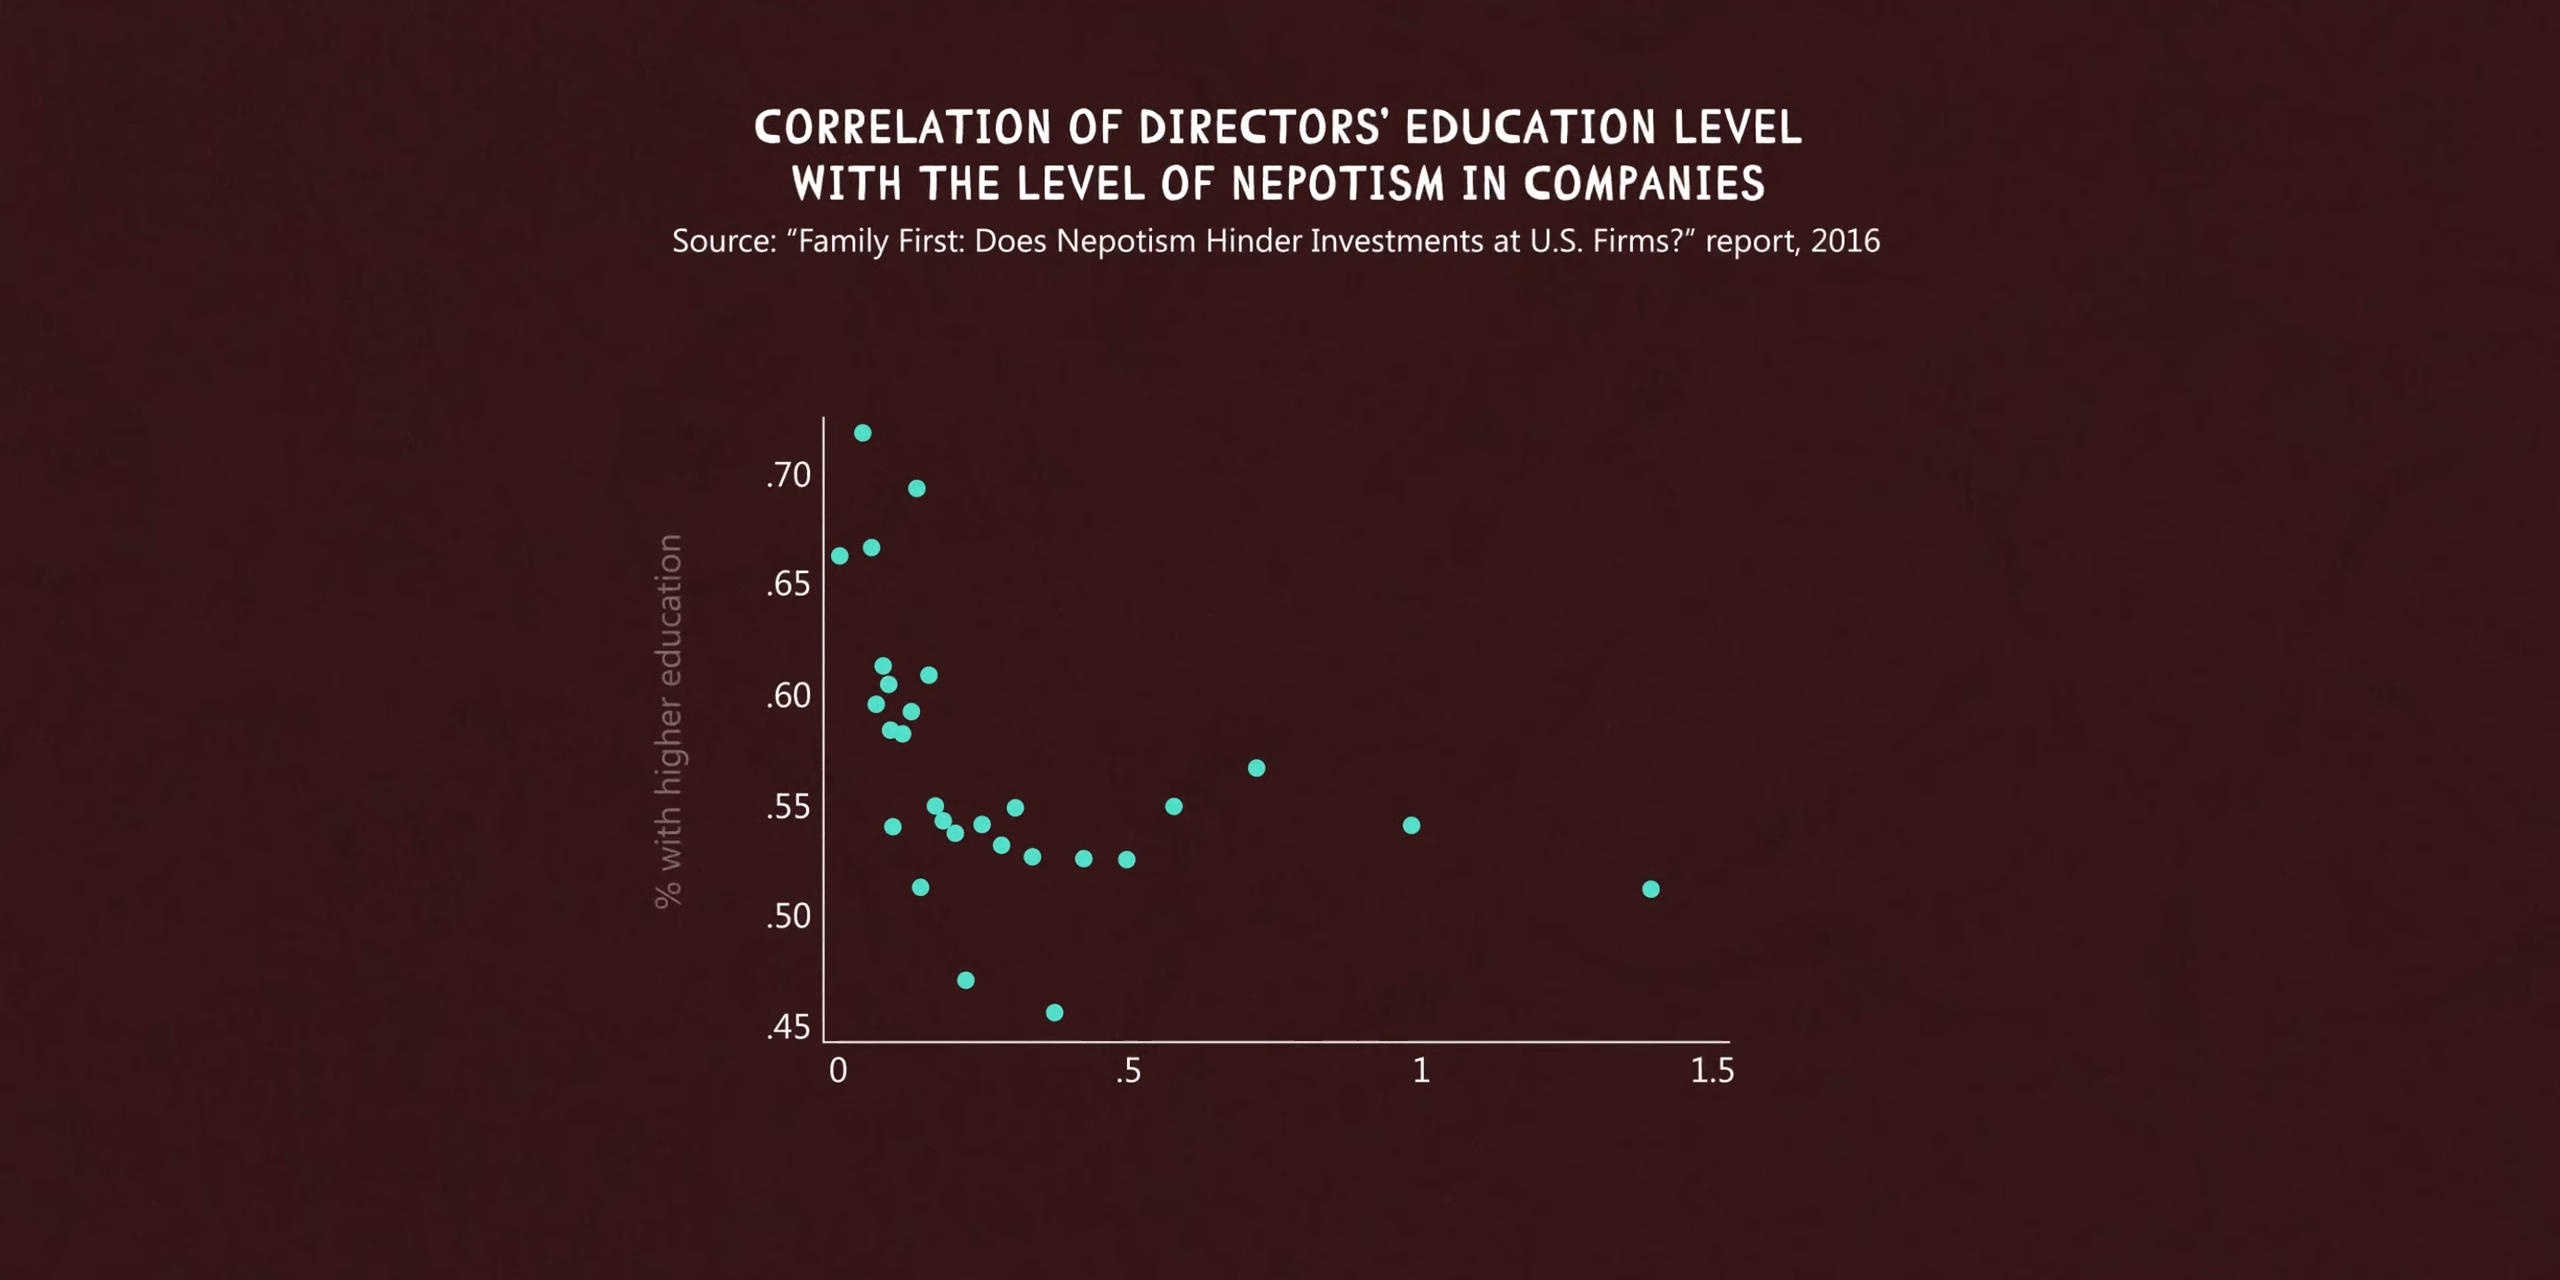 CORRELATION OF DIRECTORS’ EDUCATION LEVEL
WITH THE LEVEL OF NEPOTISM IN COMPANIES
Source: “Family First: Does Nepotism Hinder Investments at U.S. Firms?” report, 2016
% with higher education
.70
.65
.60
.55
.50
.45
0 .5 1 1.5